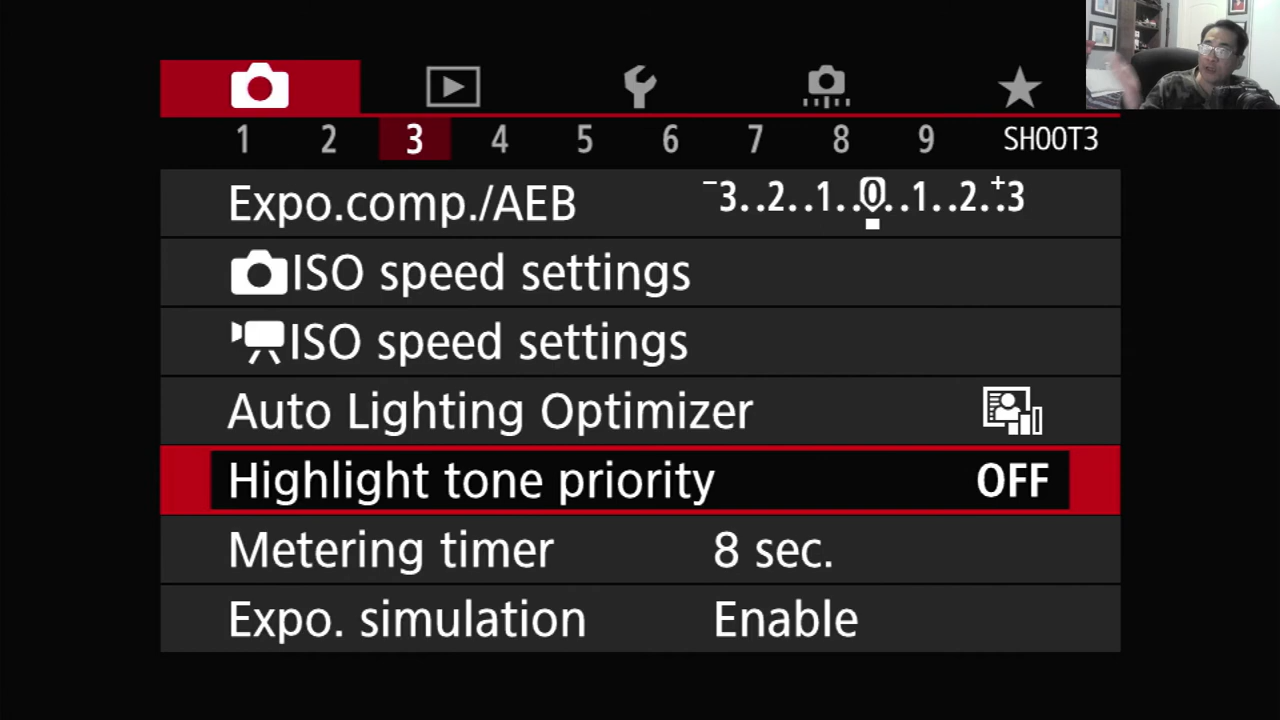 1 2 3 4 5 6 7 8 9 SHOOT3
Expo.comp./AEB -3..2..1..0..1..2..+3
ISO speed settings
ISO speed settings
Auto Lighting Optimizer
Highlight tone priority OFF
Metering timer 8 sec.
Expo. simulation Enable